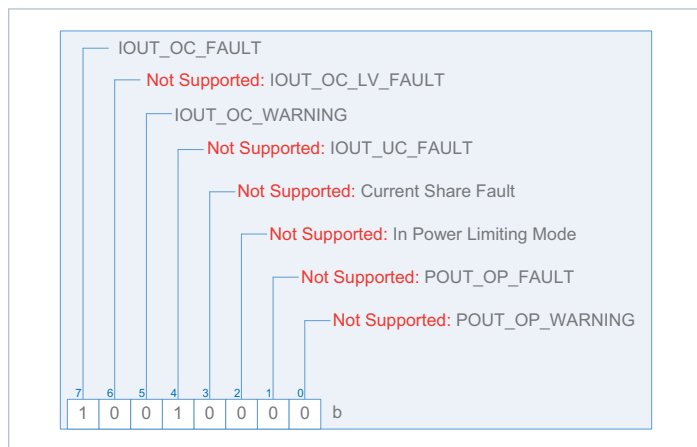 IOUT_OC_FAULT
Not Supported: IOUT_OC_LV_FAULT
IOUT_OC_WARNING
Not Supported: IOUT_UC_FAULT
Not Supported: Current Share Fault
Not Supported: In Power Limiting Mode
Not Supported: POUT_OP_FAULT
Not Supported: POUT_OP_WARNING
7 6 5 4 3 2 1 0
1 0 0 1 0 0 0 0 b